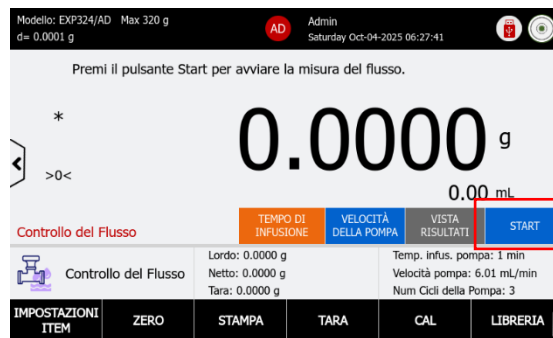 Modello: EXP324/AD Max 320 g
d= 0.0001 g
AD
Admin
Saturday Oct-04-2025 06:27:41
Premi il pulsante Start per avviare la misura del flusso.
*
0.0000 g
>0<
0.00 mL
Controllo del Flusso
TEMPO DI
INFUSIONE
VELOCITÀ
DELLA POMPA
VISTA
RISULTATI
START
Controllo del Flusso
Lordo: 0.0000 g
Netto: 0.0000 g
Tara: 0.0000 g
Temp. infus. pompa: 1 min
Velocità pompa: 6.01 mL/min
Num Cicli della Pompa: 3
IMPOSTAZIONI
ITEM
ZERO
STAMPA
TARA
CAL
LIBRERIA